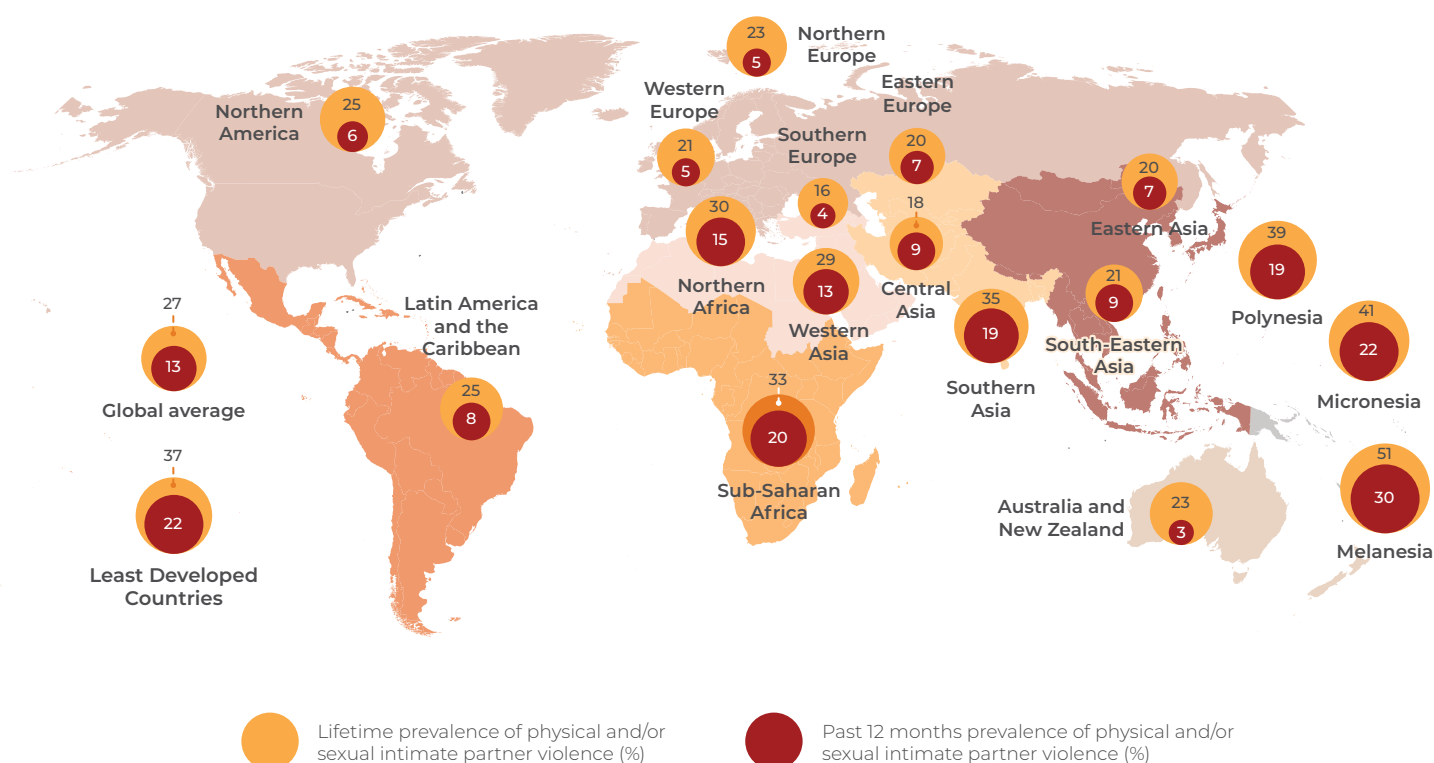 23
5
Northern
Europe
Western
Europe
Eastern
Europe
Northern
America
25
6
Southern
Europe
21
5
20
7
20
7
Eastern Asia
16
4
30
15
Northern
Africa
18
9
Central
Asia
29
13
Western
Asia
39
19
Polynesia
21
9
South-Eastern
Asia
35
19
Southern
Asia
41
22
Micronesia
27
13
Global average
Latin America
and the
Caribbean
25
8
33
20
Sub-Saharan
Africa
37
22
Least Developed
Countries
Australia and
New Zealand
23
3
51
30
Melanesia
Lifetime prevalence of physical and/or
sexual intimate partner violence (%)
Past 12 months prevalence of physical and/or
sexual intimate partner violence (%)